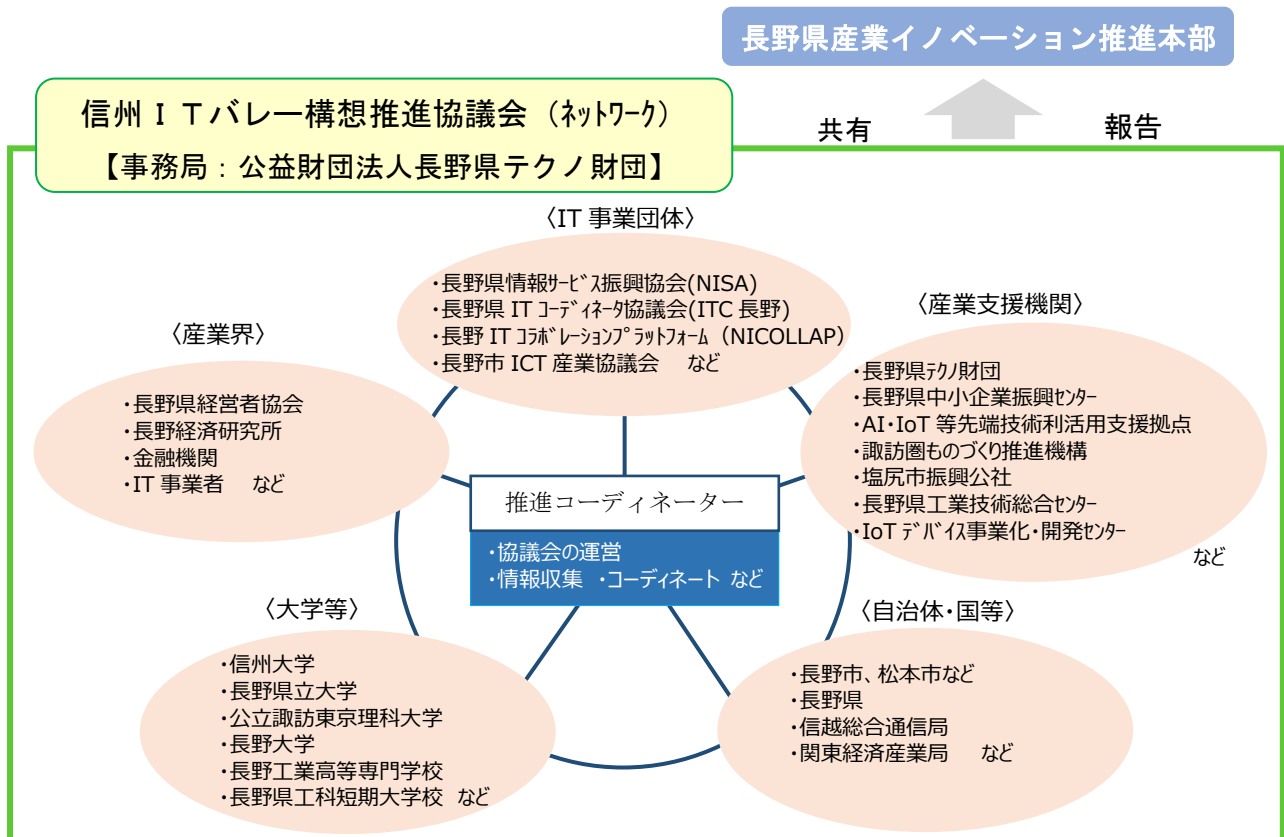 長野県産業イノベーション推進本部
共有
報告
信州ITバレー構想推進協議会（ﾈｯﾄﾜｰｸ）
【事務局：公益財団法人長野県テクノ財団】
〈IT 事業団体〉
・長野県情報ｻｰﾋﾞｽ振興協会(NISA)
・長野県 IT ｺｰﾃﾞｨﾈｰﾀ協議会(ITC 長野)
・長野 IT ｺﾗﾎﾞﾚｰｼｮﾝﾌﾟﾗｯﾄﾌｫｰﾑ（NICOLLAP）
・長野市 ICT 産業協議会　など
〈産業界〉
・長野県経営者協会
・長野経済研究所
・金融機関
・IT 事業者　など
〈産業支援機関〉
・長野県ﾃｸﾉ財団
・長野県中小企業振興ｾﾝﾀｰ
・AI・IoT 等先端技術利活用支援拠点
・諏訪圏ものづくり推進機構
・塩尻市振興公社
・長野県工業技術総合ｾﾝﾀｰ
・IoT ﾃﾞﾊﾞｲｽ事業化・開発ｾﾝﾀｰ
など
推進コーディネーター
・協議会の運営
・情報収集 ・コーディネート など
〈大学等〉
・信州大学
・長野県立大学
・公立諏訪東京理科大学
・長野大学
・長野工業高等専門学校
・長野県工科短期大学校 など
〈自治体・国等〉
・長野市、松本市など
・長野県
・信越総合通信局
・関東経済産業局　など